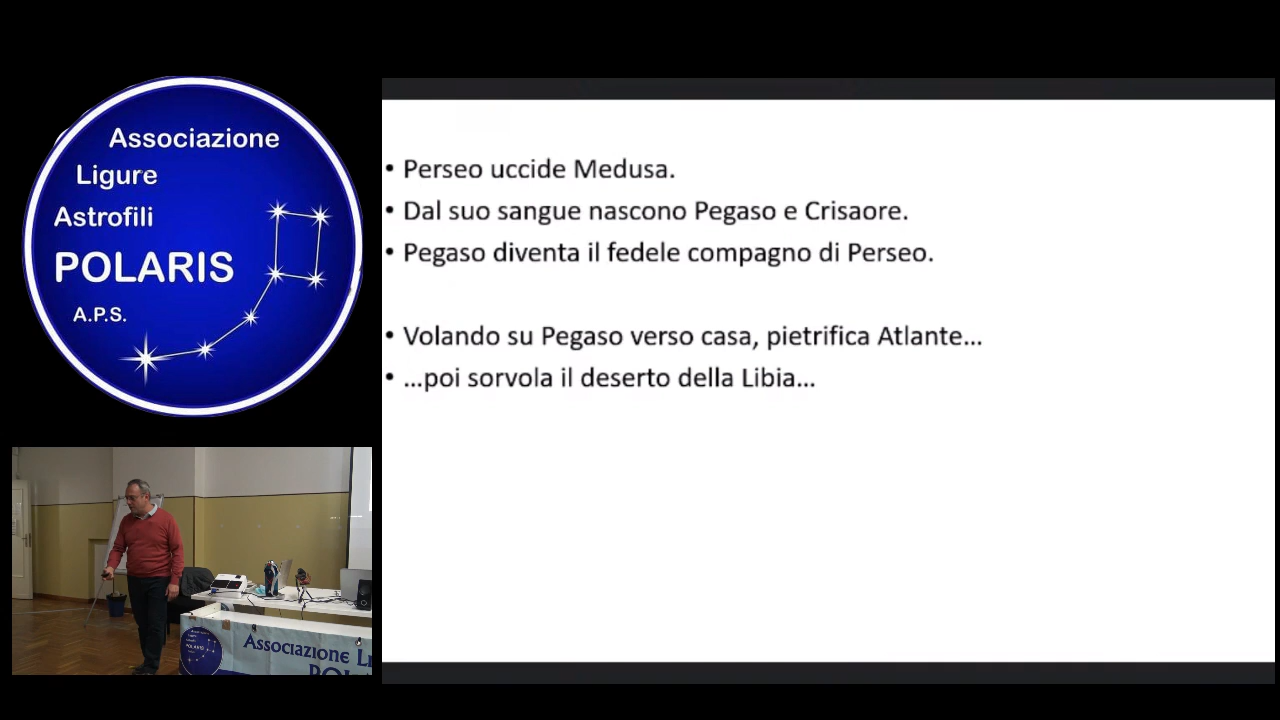 Associazione
Ligure
Astrofili
POLARIS
A.P.S.
• Perseo uccide Medusa.
• Dal suo sangue nascono Pegaso e Crisaore.
• Pegaso diventa il fedele compagno di Perseo.
• Volando su Pegaso verso casa, pietrifica Atlante...
• ...poi sorvola il deserto della Libia...
POLARIS
Associazione